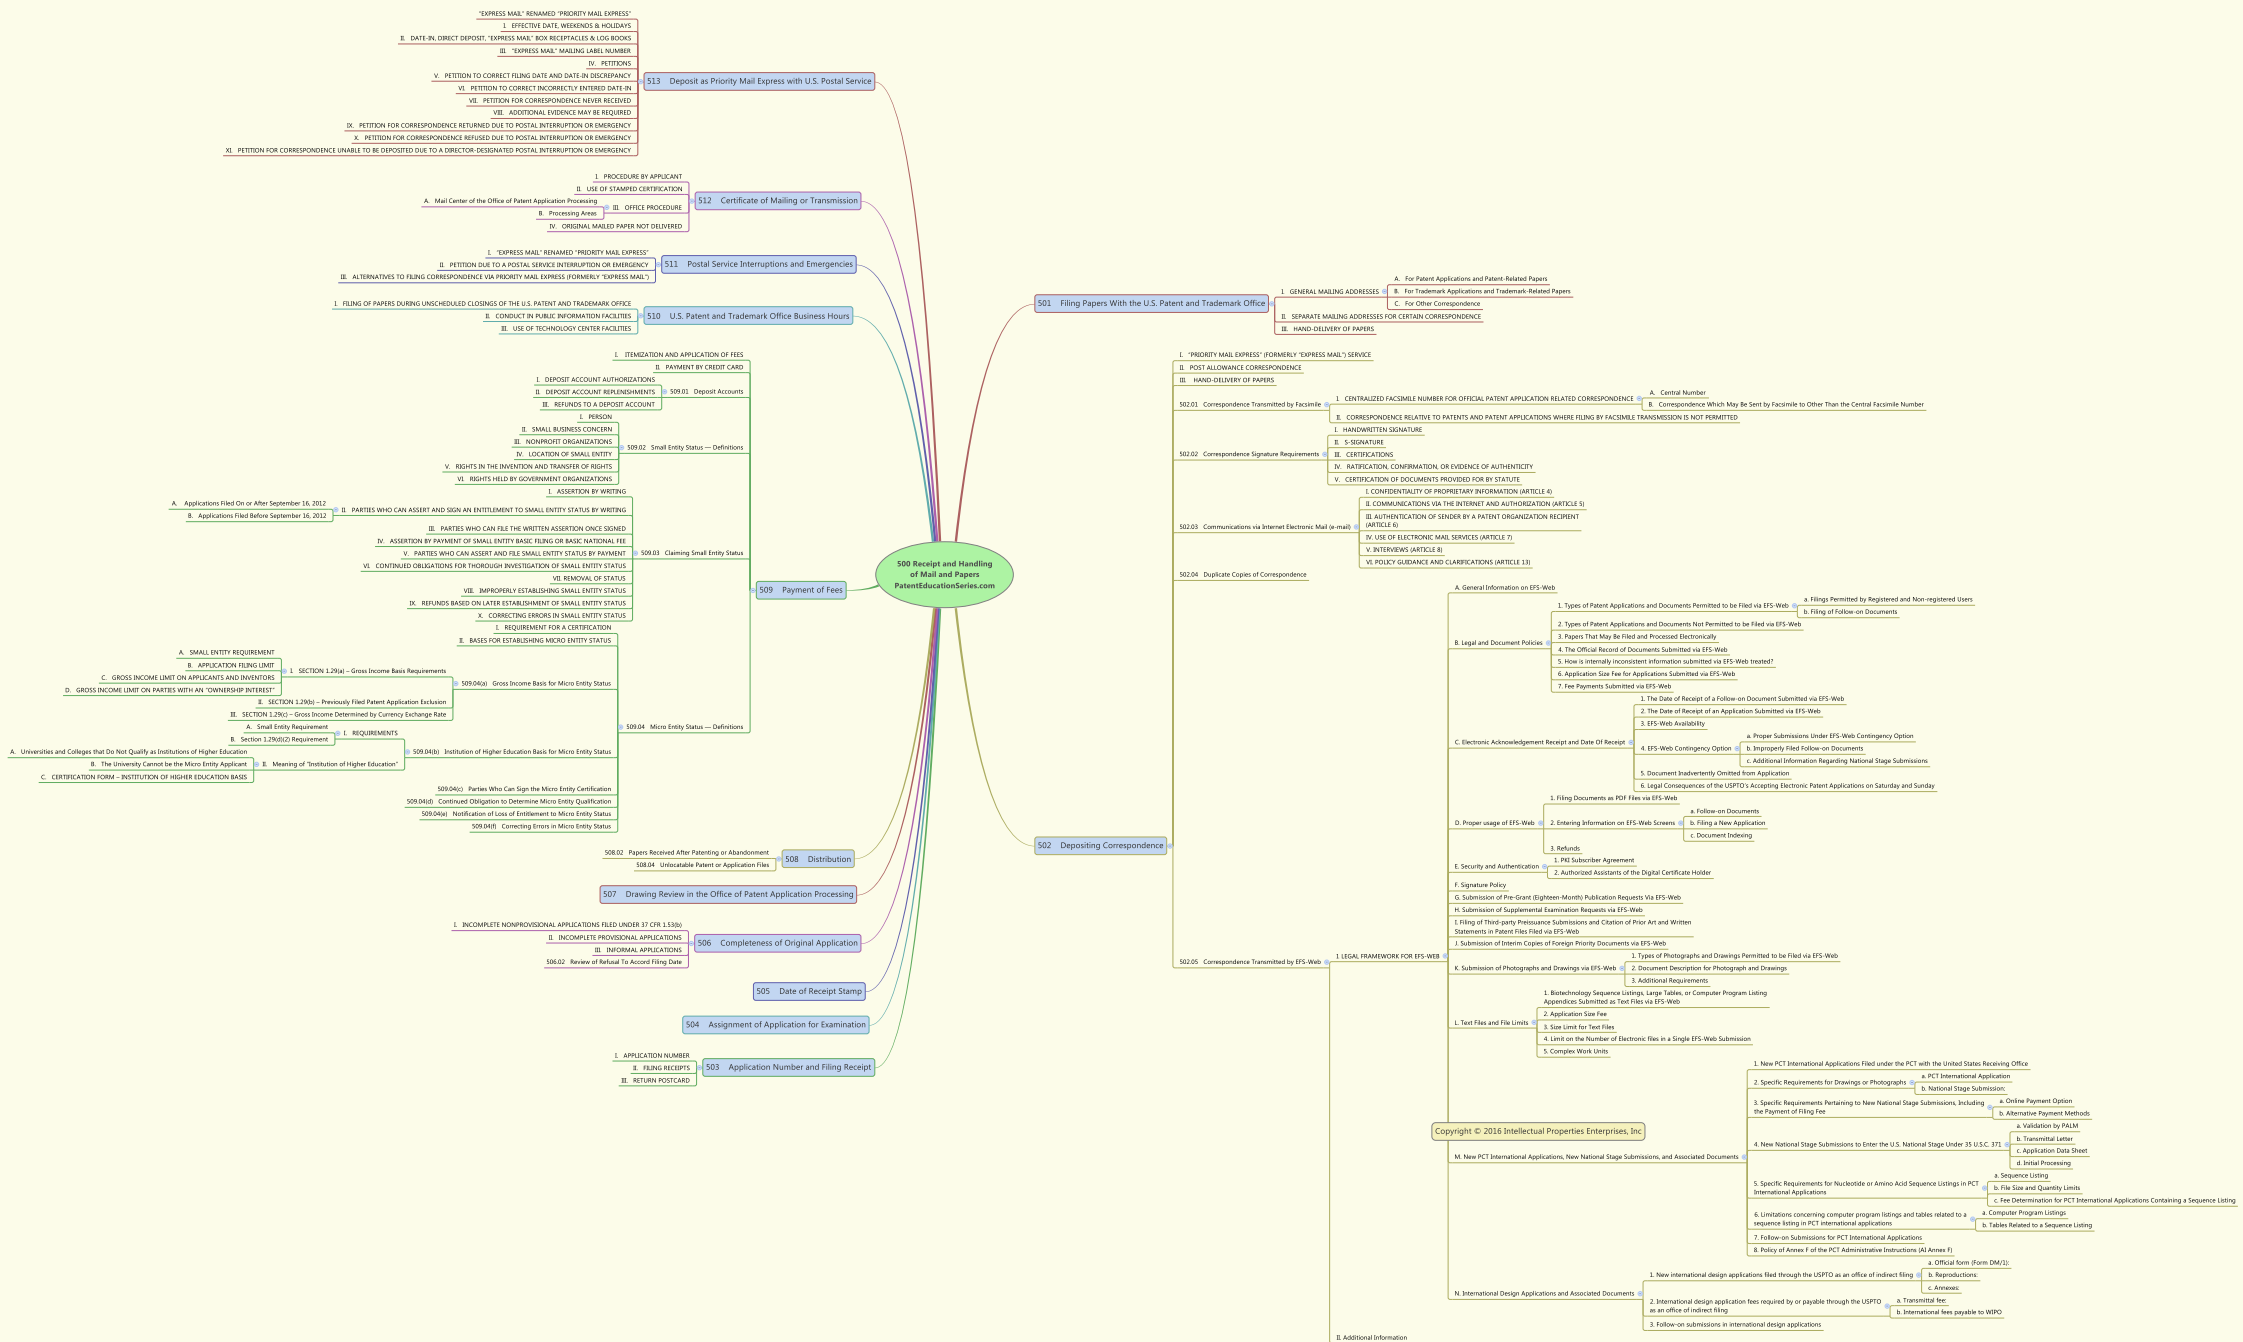 500 Receipt and Handling
of Mail and Papers
PatentEducationSeries.com
501 Filing Papers With the U.S. Patent and Trademark Office
I. GENERAL MAILING ADDRESSES
A. For Patent Applications and Patent-Related Papers
B. For Trademark Applications and Trademark-Related Papers
C. For Other Correspondence
II. SEPARATE MAILING ADDRESSES FOR CERTAIN CORRESPONDENCE
III. HAND-DELIVERY OF PAPERS
502 Depositing Correspondence
I. "PRIORITY MAIL EXPRESS" (FORMERLY "EXPRESS MAIL") SERVICE
II. POST ALLOWANCE CORRESPONDENCE
III. HAND-DELIVERY OF PAPERS
502.01 Correspondence Transmitted by Facsimile
I. CENTRALIZED FACSIMILE NUMBER FOR OFFICIAL PATENT APPLICATION RELATED CORRESPONDENCE
A. Central Number
B. Correspondence Which May Be Sent by Facsimile to Other Than the Central Facsimile Number
II. CORRESPONDENCE RELATIVE TO PATENTS AND PATENT APPLICATIONS WHERE FILING BY FACSIMILE TRANSMISSION IS NOT PERMITTED
502.02 Correspondence Signature Requirements
I. HANDWRITTEN SIGNATURE
II. S-SIGNATURE
III. CERTIFICATIONS
IV. RATIFICATION, CONFIRMATION, OR EVIDENCE OF AUTHENTICITY
V. CERTIFICATION OF DOCUMENTS PROVIDED FOR BY STATUTE
502.03 Communications via Internet Electronic Mail (e-mail)
I. CONFIDENTIALITY OF PROPRIETARY INFORMATION (ARTICLE 4)
II. COMMUNICATIONS VIA THE INTERNET AND AUTHORIZATION (ARTICLE 5)
III. AUTHENTICATION OF SENDER BY A PATENT ORGANIZATION RECIPIENT
(ARTICLE 6)
IV. USE OF ELECTRONIC MAIL SERVICES (ARTICLE 7)
V. INTERVIEWS (ARTICLE 8)
VI. POLICY GUIDANCE AND CLARIFICATIONS (ARTICLE 13)
502.04 Duplicate Copies of Correspondence
502.05 Correspondence Transmitted by EFS-Web
I. LEGAL FRAMEWORK FOR EFS-WEB
A. General Information on EFS-Web
B. Legal and Document Policies
1. Types of Patent Applications and Documents Permitted to be Filed via EFS-Web
a. Filings Permitted by Registered and Non-registered Users
b. Filing of Follow-on Documents
2. Types of Patent Applications and Documents Not Permitted to be Filed via EFS-Web
3. Papers That May Be Filed and Processed Electronically
4. The Official Record of Documents Submitted via EFS-Web
5. How is internally inconsistent information submitted via EFS-Web treated?
6. Application Size Fee for Applications Submitted via EFS-Web
7. Fee Payments Submitted via EFS-Web
C. Electronic Acknowledgement Receipt and Date Of Receipt
1. The Date of Receipt of a Follow-on Document Submitted via EFS-Web
2. The Date of Receipt of an Application Submitted via EFS-Web
3. EFS-Web Availability
4. EFS-Web Contingency Option
a. Proper Submissions Under EFS-Web Contingency Option
b. Improperly Filed Follow-on Documents
c. Additional Information Regarding National Stage Submissions
5. Document Inadvertently Omitted from Application
6. Legal Consequences of the USPTO's Accepting Electronic Patent Applications on Saturday and Sunday
D. Proper usage of EFS-Web
1. Filing Documents as PDF Files via EFS-Web
2. Entering Information on EFS-Web Screens
a. Follow-on Documents
b. Filing a New Application
c. Document Indexing
3. Refunds
E. Security and Authentication
1. PKI Subscriber Agreement
2. Authorized Assistants of the Digital Certificate Holder
F. Signature Policy
G. Submission of Pre-Grant (Eighteen-Month) Publication Requests Via EFS-Web
H. Submission of Supplemental Examination Requests via EFS-Web
I. Filing of Third-party Preissuance Submissions and Citation of Prior Art and Written
Statements in Patent Files Filed via EFS-Web
J. Submission of Interim Copies of Foreign Priority Documents via EFS-Web
K. Submission of Photographs and Drawings via EFS-Web
1. Types of Photographs and Drawings Permitted to be Filed via EFS-Web
2. Document Description for Photograph and Drawings
3. Additional Requirements
L. Text Files and File Limits
1. Biotechnology Sequence Listings, Large Tables, or Computer Program Listing
Appendices Submitted as Text Files via EFS-Web
2. Application Size Fee
3. Size Limit for Text Files
4. Limit on the Number of Electronic files in a Single EFS-Web Submission
5. Complex Work Units
Copyright © 2016 Intellectual Properties Enterprises, Inc
M. New PCT International Applications, New National Stage Submissions, and Associated Documents
1. New PCT International Applications Filed under the PCT with the United States Receiving Office
2. Specific Requirements for Drawings or Photographs
a. PCT International Application
b. National Stage Submission:
3. Specific Requirements Pertaining to New National Stage Submissions, Including
the Payment of Filing Fee
a. Online Payment Option
b. Alternative Payment Methods
4. New National Stage Submissions to Enter the U.S. National Stage Under 35 U.S.C. 371
a. Validation by PALM
b. Transmittal Letter
c. Application Data Sheet
d. Initial Processing
5. Specific Requirements for Nucleotide or Amino Acid Sequence Listings in PCT
International Applications
a. Sequence Listing
b. File Size and Quantity Limits
c. Fee Determination for PCT International Applications Containing a Sequence Listing
6. Limitations concerning computer program listings and tables related to a
sequence listing in PCT international applications
a. Computer Program Listings
b. Tables Related to a Sequence Listing
7. Follow-on Submissions for PCT International Applications
8. Policy of Annex F of the PCT Administrative Instructions (AI Annex F)
N. International Design Applications and Associated Documents
1. New international design applications filed through the USPTO as an office of indirect filing
a. Official form (Form DM/1):
b. Reproductions:
c. Annexes:
2. International design application fees required by or payable through the USPTO
as an office of indirect filing
a. Transmittal fee:
b. International fees payable to WIPO
3. Follow-on submissions in international design applications
II. Additional Information
503 Application Number and Filing Receipt
I. APPLICATION NUMBER
II. FILING RECEIPTS
III. RETURN POSTCARD
504 Assignment of Application for Examination
505 Date of Receipt Stamp
506 Completeness of Original Application
I. INCOMPLETE NONPROVISIONAL APPLICATIONS FILED UNDER 37 CFR 1.53(b)
II. INCOMPLETE PROVISIONAL APPLICATIONS
III. INFORMAL APPLICATIONS
506.02 Review of Refusal To Accord Filing Date
507 Drawing Review in the Office of Patent Application Processing
508 Distribution
508.02 Papers Received After Patenting or Abandonment
508.04 Unlocatable Patent or Application Files
509 Payment of Fees
I. ITEMIZATION AND APPLICATION OF FEES
II. PAYMENT BY CREDIT CARD
509.01 Deposit Accounts
I. DEPOSIT ACCOUNT AUTHORIZATIONS
II. DEPOSIT ACCOUNT REPLENISHMENTS
III. REFUNDS TO A DEPOSIT ACCOUNT
509.02 Small Entity Status — Definitions
I. PERSON
II. SMALL BUSINESS CONCERN
III. NONPROFIT ORGANIZATIONS
IV. LOCATION OF SMALL ENTITY
V. RIGHTS IN THE INVENTION AND TRANSFER OF RIGHTS
VI. RIGHTS HELD BY GOVERNMENT ORGANIZATIONS
509.03 Claiming Small Entity Status
I. ASSERTION BY WRITING
II. PARTIES WHO CAN ASSERT AND SIGN AN ENTITLEMENT TO SMALL ENTITY STATUS BY WRITING
A. Applications Filed On or After September 16, 2012
B. Applications Filed Before September 16, 2012
III. PARTIES WHO CAN FILE THE WRITTEN ASSERTION ONCE SIGNED
IV. ASSERTION BY PAYMENT OF SMALL ENTITY BASIC FILING OR BASIC NATIONAL FEE
V. PARTIES WHO CAN ASSERT AND FILE SMALL ENTITY STATUS BY PAYMENT
VI. CONTINUED OBLIGATIONS FOR THOROUGH INVESTIGATION OF SMALL ENTITY STATUS
VII. REMOVAL OF STATUS
VIII. IMPROPERLY ESTABLISHING SMALL ENTITY STATUS
IX. REFUNDS BASED ON LATER ESTABLISHMENT OF SMALL ENTITY STATUS
X. CORRECTING ERRORS IN SMALL ENTITY STATUS
509.04 Micro Entity Status — Definitions
I. REQUIREMENT FOR A CERTIFICATION
II. BASES FOR ESTABLISHING MICRO ENTITY STATUS
509.04(a) Gross Income Basis for Micro Entity Status
I. SECTION 1.29(a) – Gross Income Basis Requirements
A. SMALL ENTITY REQUIREMENT
B. APPLICATION FILING LIMIT
C. GROSS INCOME LIMIT ON APPLICANTS AND INVENTORS
D. GROSS INCOME LIMIT ON PARTIES WITH AN "OWNERSHIP INTEREST"
II. SECTION 1.29(b) – Previously Filed Patent Application Exclusion
III. SECTION 1.29(c) – Gross Income Determined by Currency Exchange Rate
509.04(b) Institution of Higher Education Basis for Micro Entity Status
I. REQUIREMENTS
A. Small Entity Requirement
B. Section 1.29(d)(2) Requirement
II. Meaning of "Institution of Higher Education"
A. Universities and Colleges that Do Not Qualify as Institutions of Higher Education
B. The University Cannot be the Micro Entity Applicant
C. CERTIFICATION FORM – INSTITUTION OF HIGHER EDUCATION BASIS
509.04(c) Parties Who Can Sign the Micro Entity Certification
509.04(d) Continued Obligation to Determine Micro Entity Qualification
509.04(e) Notification of Loss of Entitlement to Micro Entity Status
509.04(f) Correcting Errors in Micro Entity Status
510 U.S. Patent and Trademark Office Business Hours
I. FILING OF PAPERS DURING UNSCHEDULED CLOSINGS OF THE U.S. PATENT AND TRADEMARK OFFICE
II. CONDUCT IN PUBLIC INFORMATION FACILITIES
III. USE OF TECHNOLOGY CENTER FACILITIES
511 Postal Service Interruptions and Emergencies
I. "EXPRESS MAIL" RENAMED "PRIORITY MAIL EXPRESS"
II. PETITION DUE TO A POSTAL SERVICE INTERRUPTION OR EMERGENCY
III. ALTERNATIVES TO FILING CORRESPONDENCE VIA PRIORITY MAIL EXPRESS (FORMERLY "EXPRESS MAIL")
512 Certificate of Mailing or Transmission
I. PROCEDURE BY APPLICANT
II. USE OF STAMPED CERTIFICATION
III. OFFICE PROCEDURE
A. Mail Center of the Office of Patent Application Processing
B. Processing Areas
IV. ORIGINAL MAILED PAPER NOT DELIVERED
513 Deposit as Priority Mail Express with U.S. Postal Service
"EXPRESS MAIL" RENAMED "PRIORITY MAIL EXPRESS"
I. EFFECTIVE DATE, WEEKENDS & HOLIDAYS
II. DATE-IN, DIRECT DEPOSIT, "EXPRESS MAIL" BOX RECEPTACLES & LOG BOOKS
III. "EXPRESS MAIL" MAILING LABEL NUMBER
IV. PETITIONS
V. PETITION TO CORRECT FILING DATE AND DATE-IN DISCREPANCY
VI. PETITION TO CORRECT INCORRECTLY ENTERED DATE-IN
VII. PETITION FOR CORRESPONDENCE NEVER RECEIVED
VIII. ADDITIONAL EVIDENCE MAY BE REQUIRED
IX. PETITION FOR CORRESPONDENCE RETURNED DUE TO POSTAL INTERRUPTION OR EMERGENCY
X. PETITION FOR CORRESPONDENCE REFUSED DUE TO POSTAL INTERRUPTION OR EMERGENCY
XI. PETITION FOR CORRESPONDENCE UNABLE TO BE DEPOSITED DUE TO A DIRECTOR-DESIGNATED POSTAL INTERRUPTION OR EMERGENCY